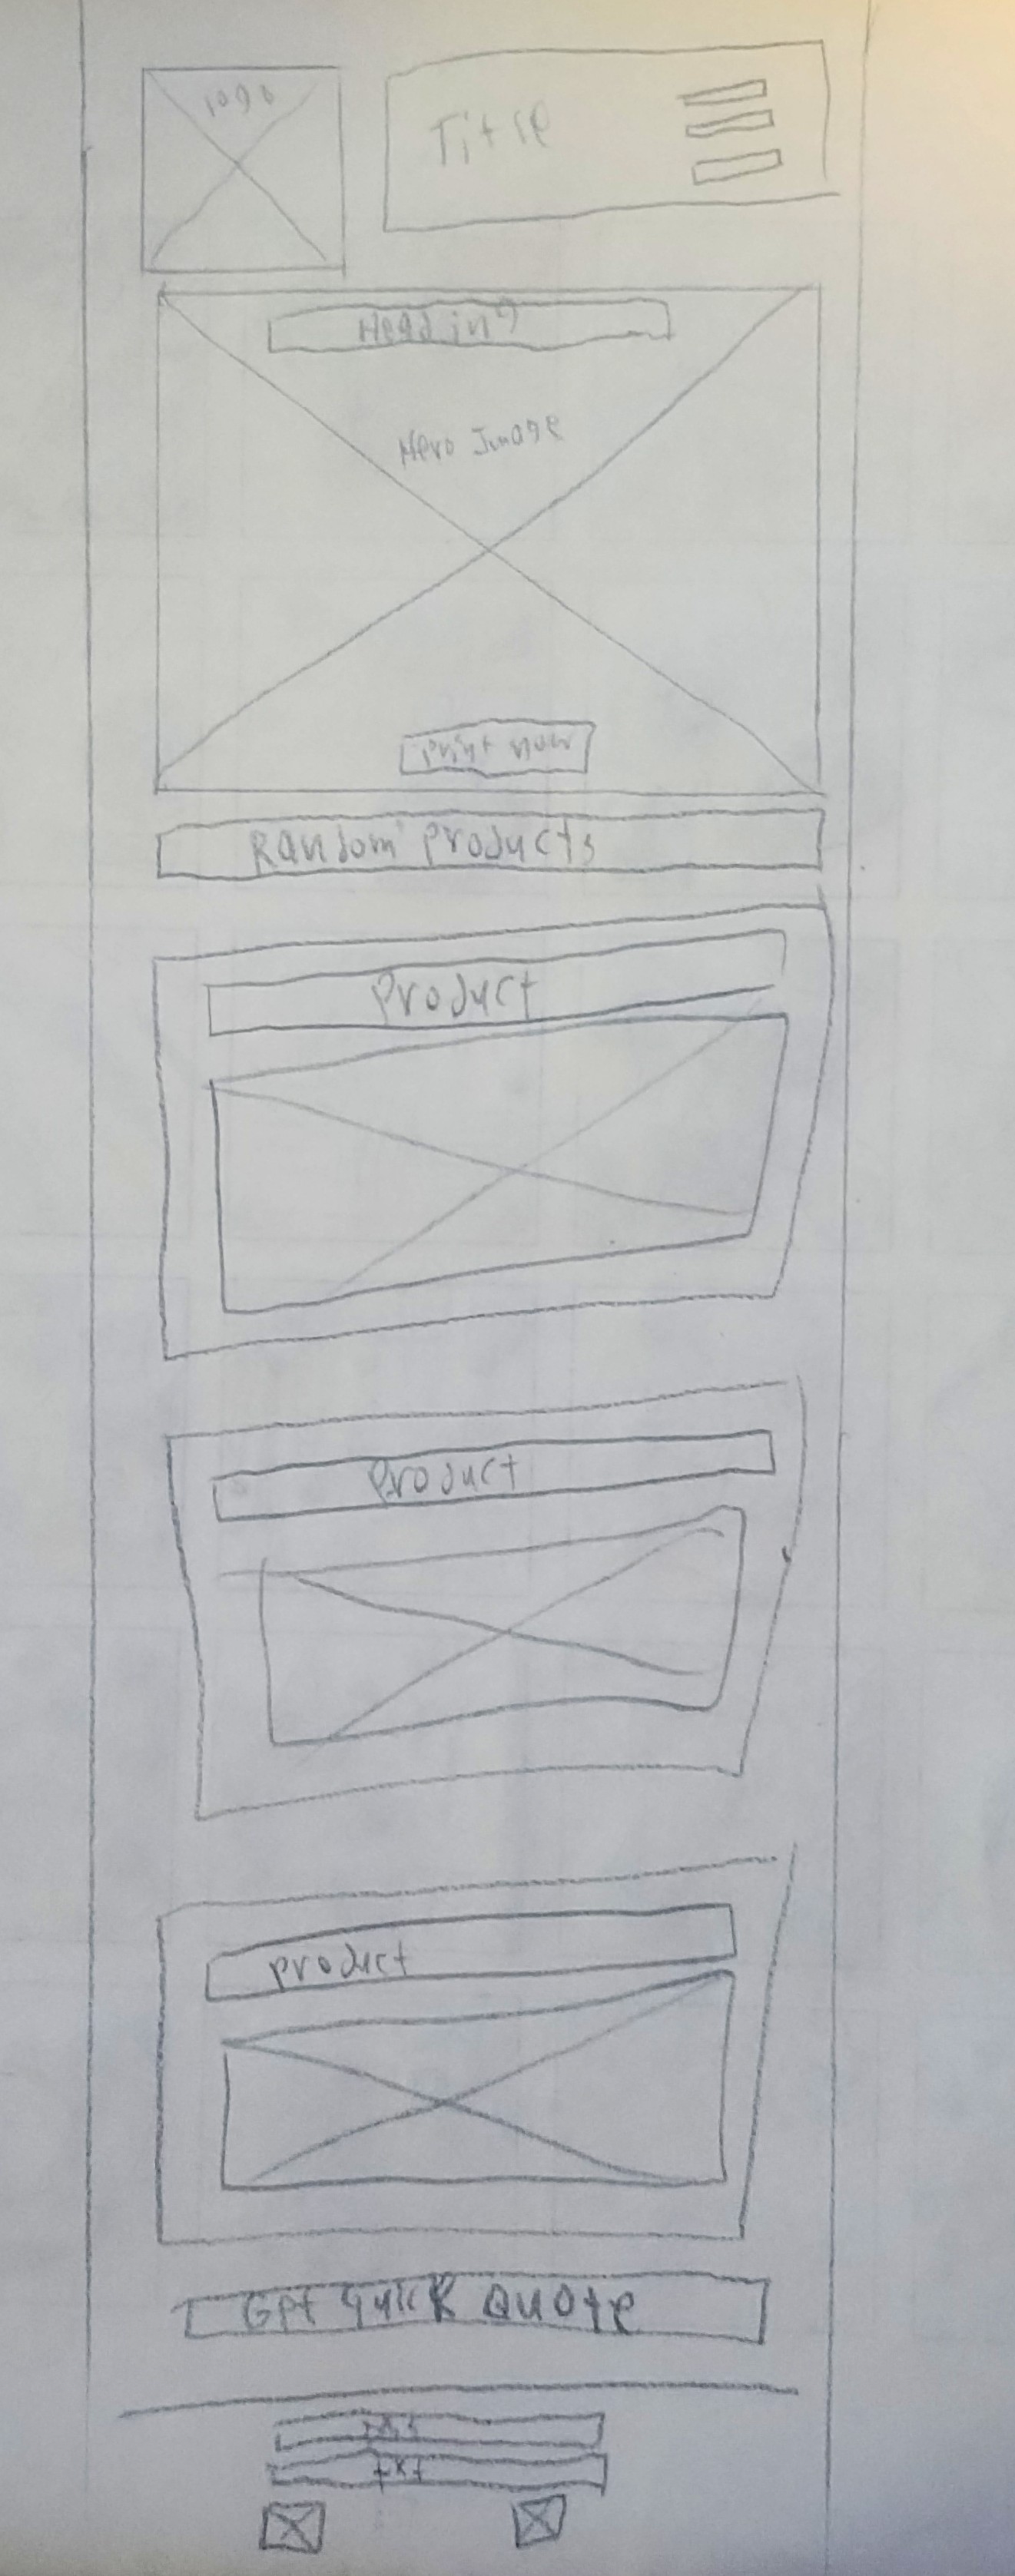 logo
Title
Heading
Hero Image
Print now
Random Products
Product
Product
product
Get Quick Quote
txt
txt